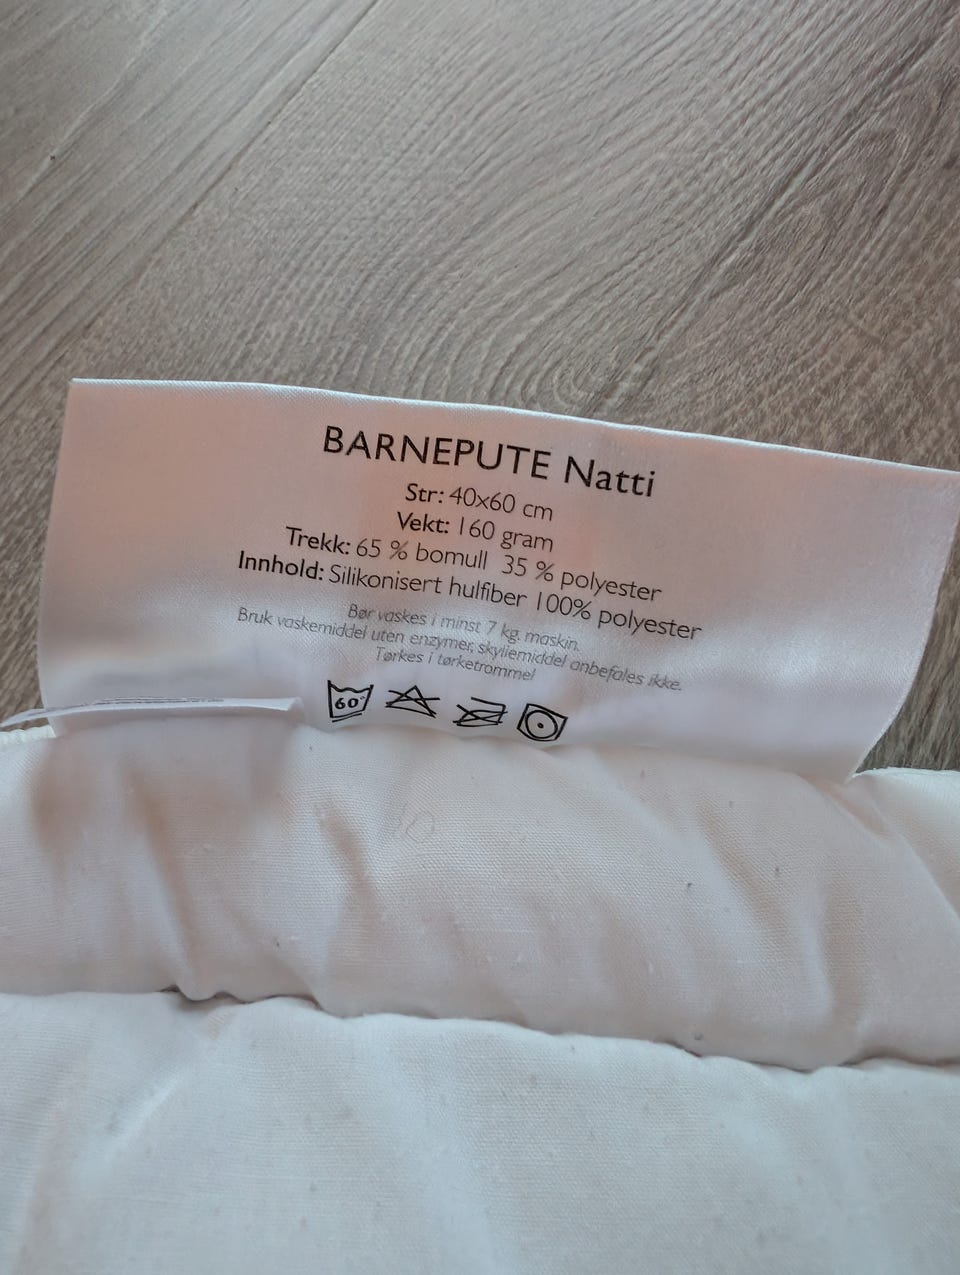 BARNEPUTE Natti
Str: 40x60 cm
Vekt: 160 gram
Trekk: 65 % bomull 35 % polyester
Innhold: Silikonisert hulfiber 100% polyester
Bør vaskes i minst 7 kg. maskin.
Bruk vaskemiddel uten enzymer, skyllemiddel anbefales ikke.
Tørkes i tørketrommel
60°